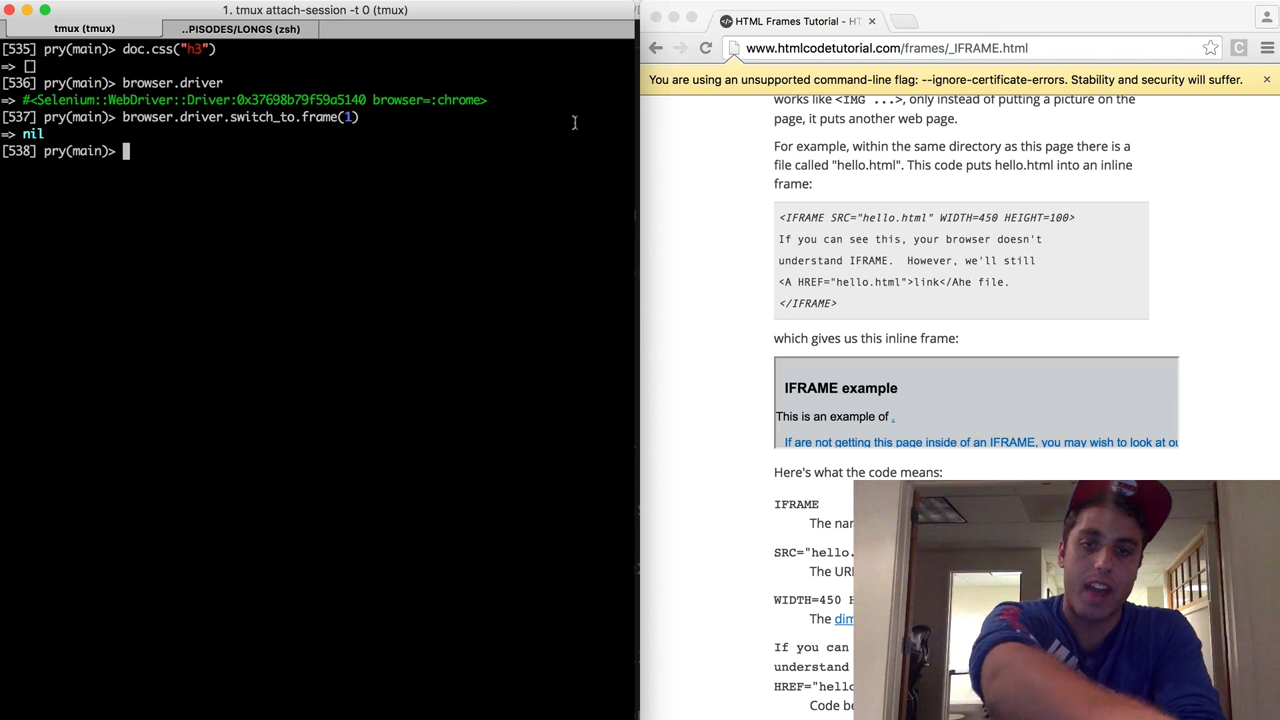 1. tmux attach-session -t 0 (tmux)
tmux (tmux)
..PISODES/LONGS (zsh)
[535] pry(main)> doc.css("h3")
=> []
[536] pry(main)> browser.driver
=> #<Selenium::WebDriver::Driver:0x37698b79f59a5140 browser=:chrome>
[537] pry(main)> browser.driver.switch_to.frame(1)
=> nil
[538] pry(main)>
HTML Frames Tutorial - HT
www.htmlcodetutorial.com/frames/_IFRAME.html
C
You are using an unsupported command-line flag: --ignore-certificate-errors. Stability and security will suffer.
works like <IMG ...>, only instead of putting a picture on the
page, it puts another web page.
For example, within the same directory as this page there is a
file called "hello.html". This code puts hello.html into an inline
frame:
<IFRAME SRC="hello.html" WIDTH=450 HEIGHT=100>
If you can see this, your browser doesn't
understand IFRAME. However, we'll still
<A HREF="hello.html">link</Ahe file.
</IFRAME>
which gives us this inline frame:
IFRAME example
This is an example of .
If are not getting this page inside of an IFRAME, you may wish to look at ou
Here's what the code means:
IFRAME
The nar
SRC="hello.
The URI
WIDTH=450 H
The dim
If you can
understand
HREF="hello
Code be